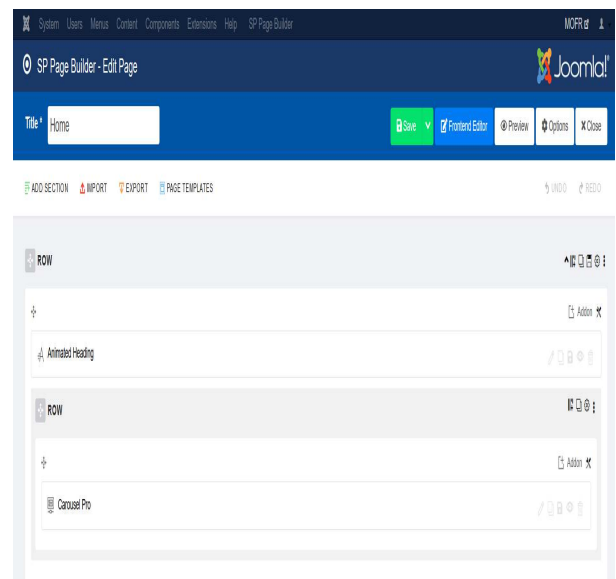 System Users Menus Content Components Extensions Help SP Page Builder MOFR
SP Page Builder - Edit Page Joomla!
Title * Home Save Frontend Editor Preview Options Close
ADD SECTION IMPORT EXPORT PAGE TEMPLATES UNDO REDO
ROW
Addon
Animated Heading
ROW
Addon
Carousel Pro